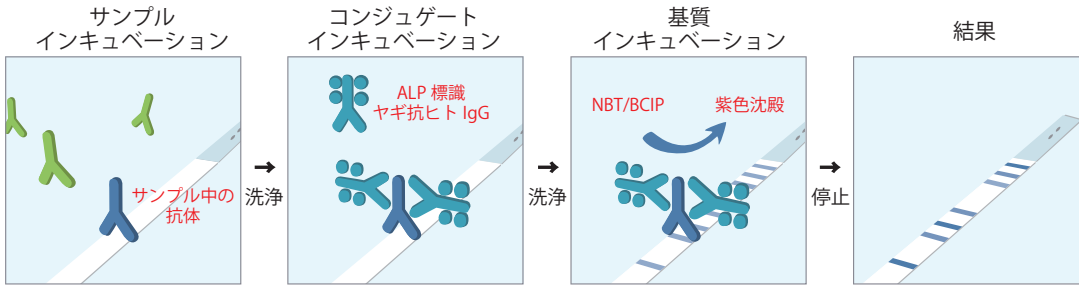 サンプル
インキュベーション
コンジュゲート
インキュベーション
基質
インキュベーション
結果
サンプル中の
抗体
洗浄
ALP 標識
ヤギ抗ヒト IgG
洗浄
NBT/BCIP
紫色沈殿
停止